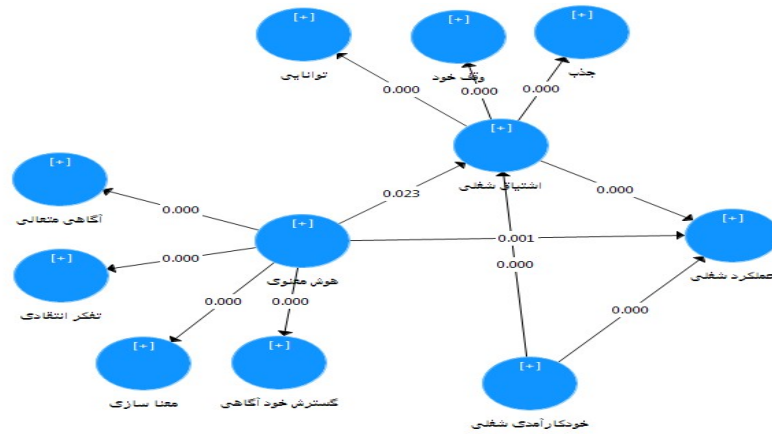 [+]
[+]
[+]
توانایی
وقف خود
جذب
0.000
0.000
0.000
[+]
اشتیاق شغلی
[+]
آگاهی متعالی
0.000
0.023
0.000
[+]
هوش معنوی
[+]
عملکرد شغلی
0.001
0.000
[+]
تفکر انتقادی
0.000
0.000
0.000
0.000
[+]
معنا سازی
[+]
گسترش خود آگاهی
[+]
خودکارآمدی شغلی